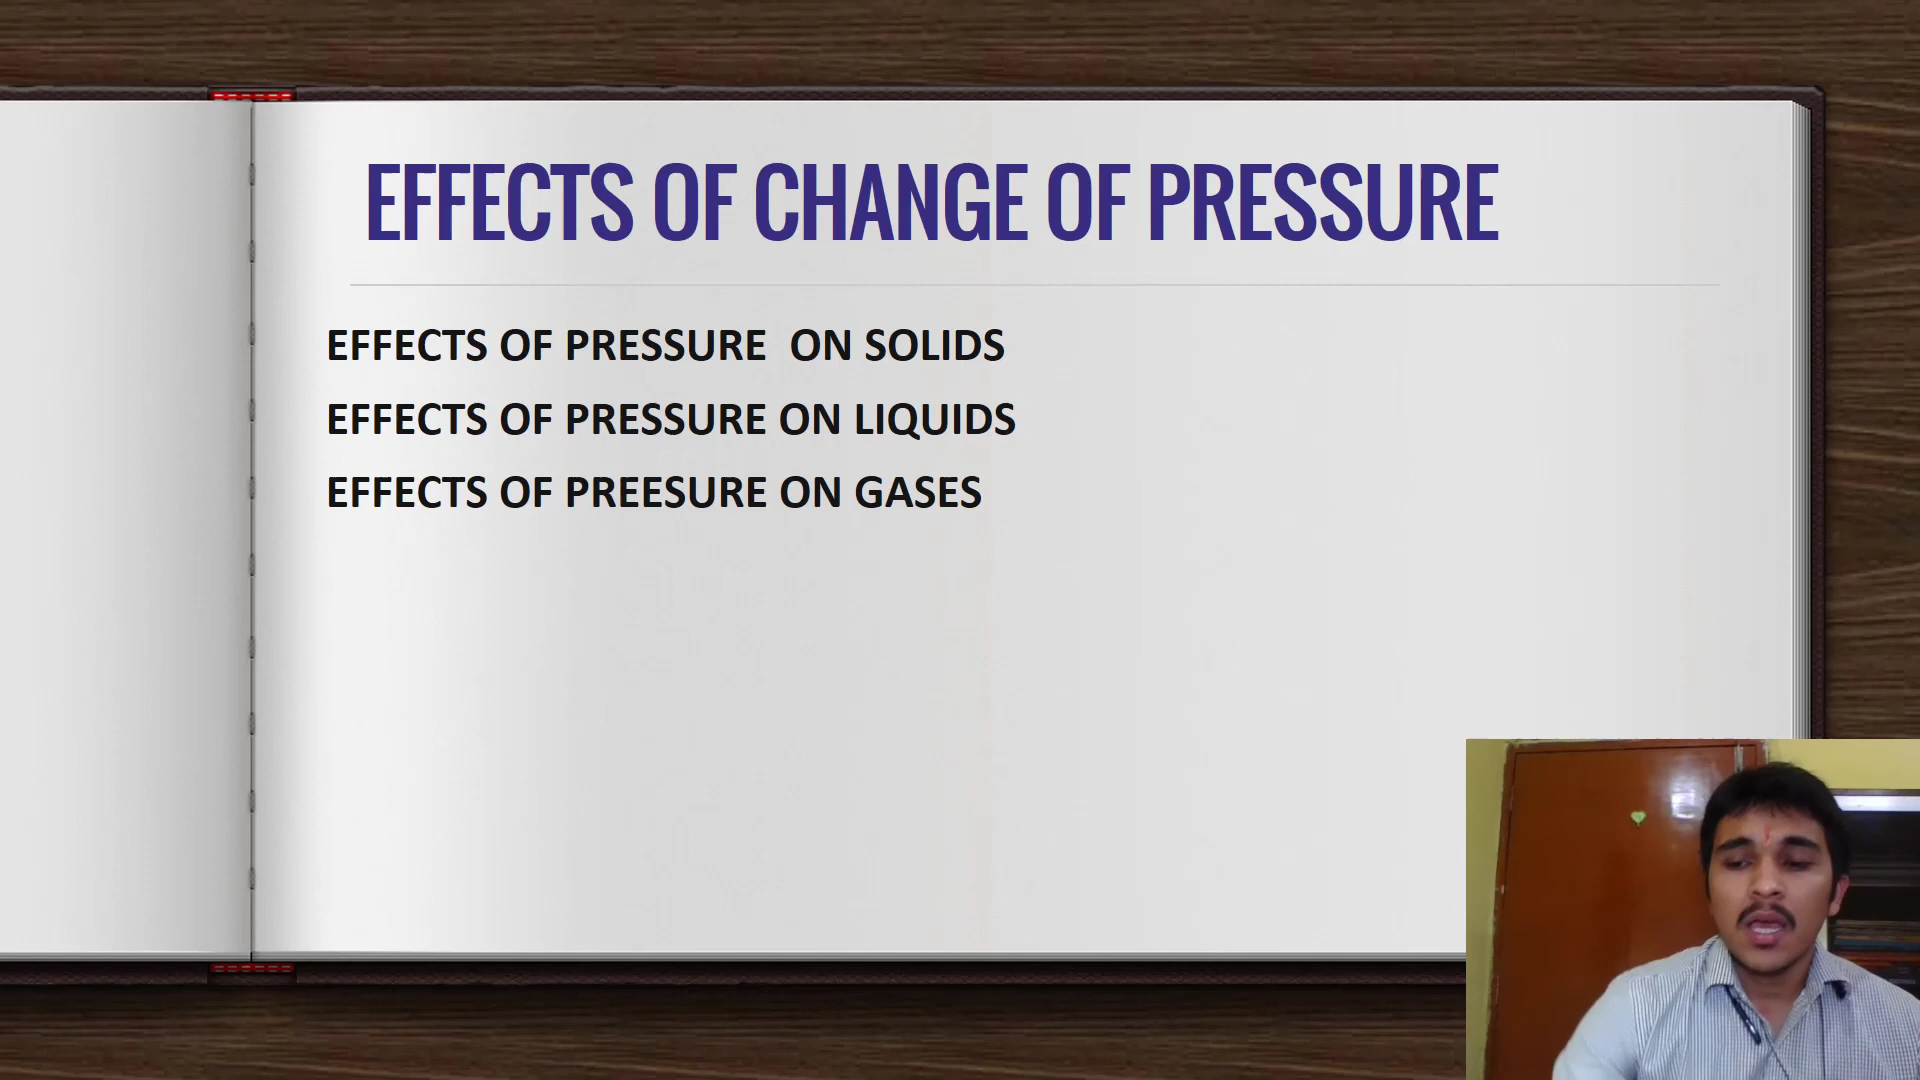 EFFECTS OF CHANGE OF PRESSURE
EFFECTS OF PRESSURE ON SOLIDS
EFFECTS OF PRESSURE ON LIQUIDS
EFFECTS OF PREESURE ON GASES